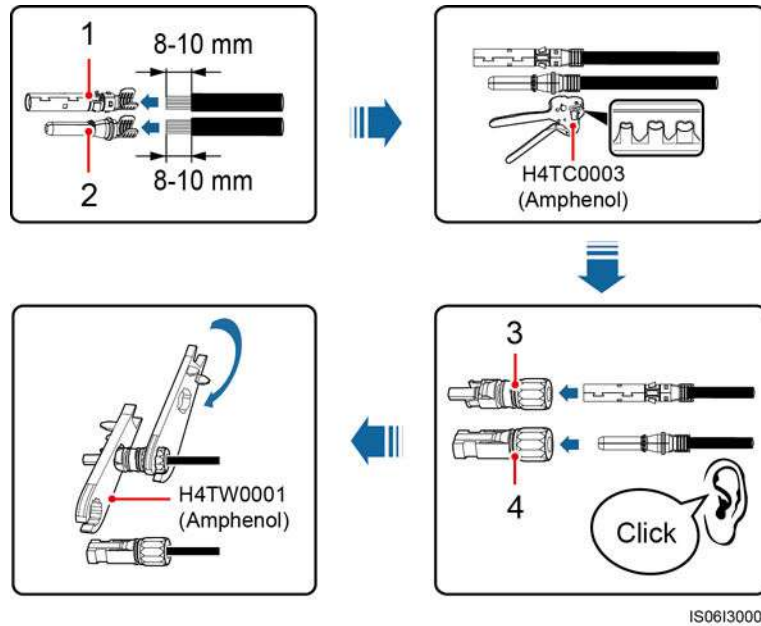 1
8-10 mm
2
8-10 mm
H4TC0003
(Amphenol)
3
4
Click
H4TW0001
(Amphenol)
IS06I3000